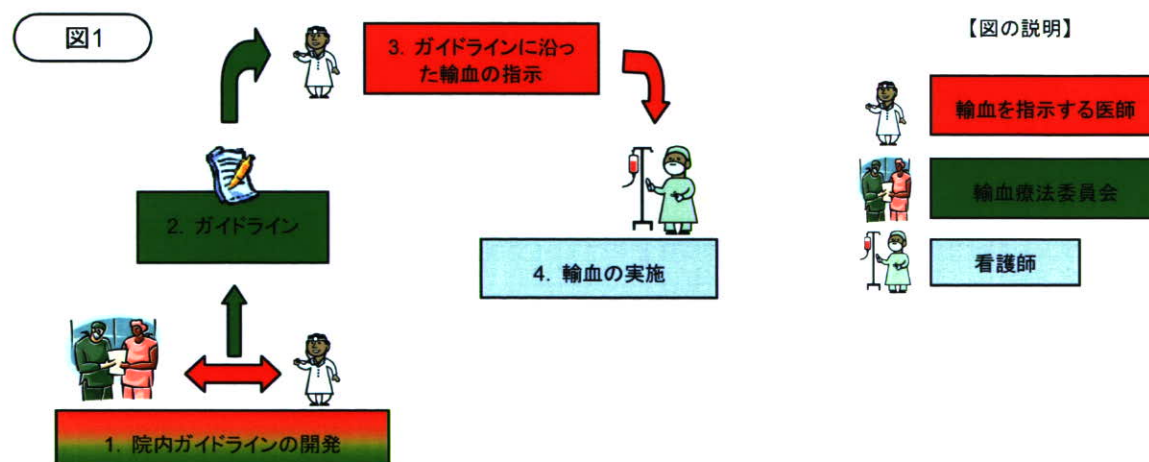 図1
3. ガイドラインに沿っ
た輸血の指示
2. ガイドライン
4. 輸血の実施
1. 院内ガイドラインの開発
【図の説明】
輸血を指示する医師
輸血療法委員会
看護師